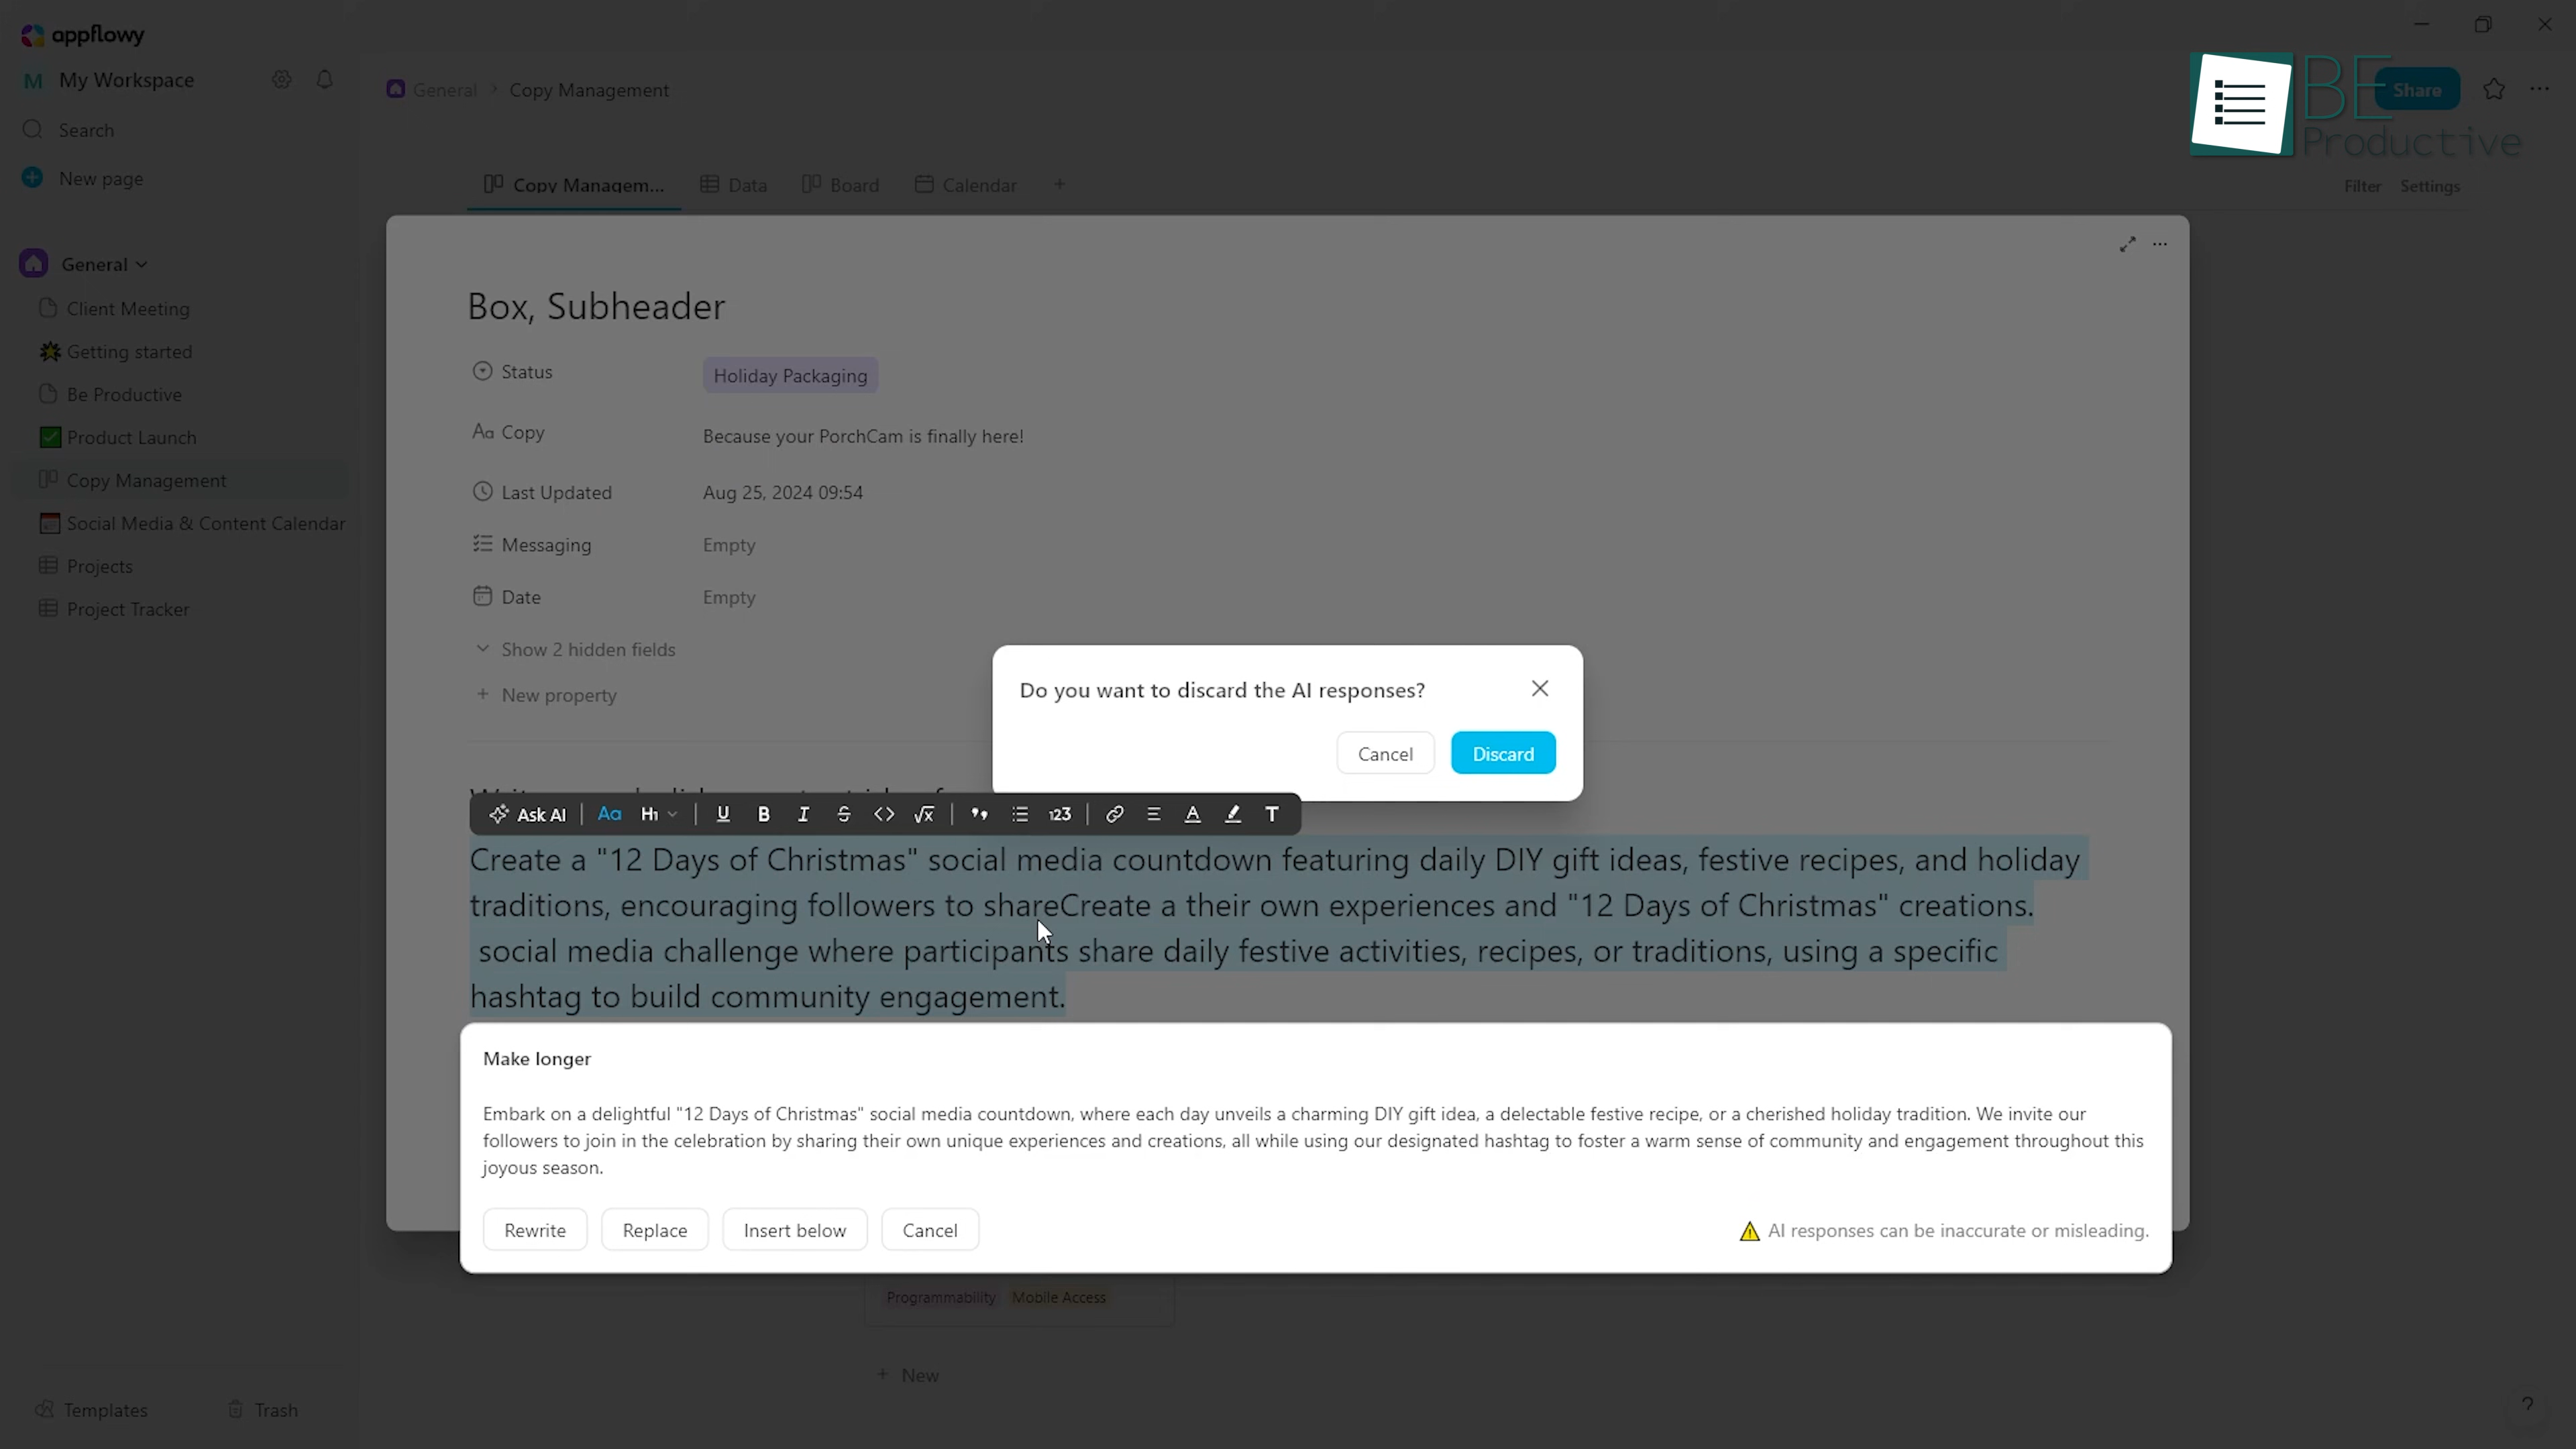 appflowy
M My Workspace
Search
New page
General
Client Meeting
Getting started
Be Productive
Product Launch
Copy Management
Social Media & Content Calendar
Projects
Project Tracker
Templates
Trash
General > Copy Management
Share
BE
Productive
Copy Managem...
Data
Board
Calendar
+
Filter
Settings
Box, Subheader
Status
Holiday Packaging
Aa Copy
Because your PorchCam is finally here!
Last Updated
Aug 25, 2024 09:54
Messaging
Empty
Date
Empty
Show 2 hidden fields
+ New property
Do you want to discard the AI responses?
Cancel
Discard
Ask AI
Aa
H1
U
B
I
S
<>
√x
123
A
T
Create a "12 Days of Christmas" social media countdown featuring daily DIY gift ideas, festive recipes, and holiday
traditions, encouraging followers to shareCreate a their own experiences and "12 Days of Christmas" creations.
social media challenge where participants share daily festive activities, recipes, or traditions, using a specific
hashtag to build community engagement.
Make longer
Embark on a delightful "12 Days of Christmas" social media countdown, where each day unveils a charming DIY gift idea, a delectable festive recipe, or a cherished holiday tradition. We invite our
followers to join in the celebration by sharing their own unique experiences and creations, all while using our designated hashtag to foster a warm sense of community and engagement throughout this
joyous season.
Rewrite
Replace
Insert below
Cancel
AI responses can be inaccurate or misleading.
Programmability
Mobile Access
+ New
?